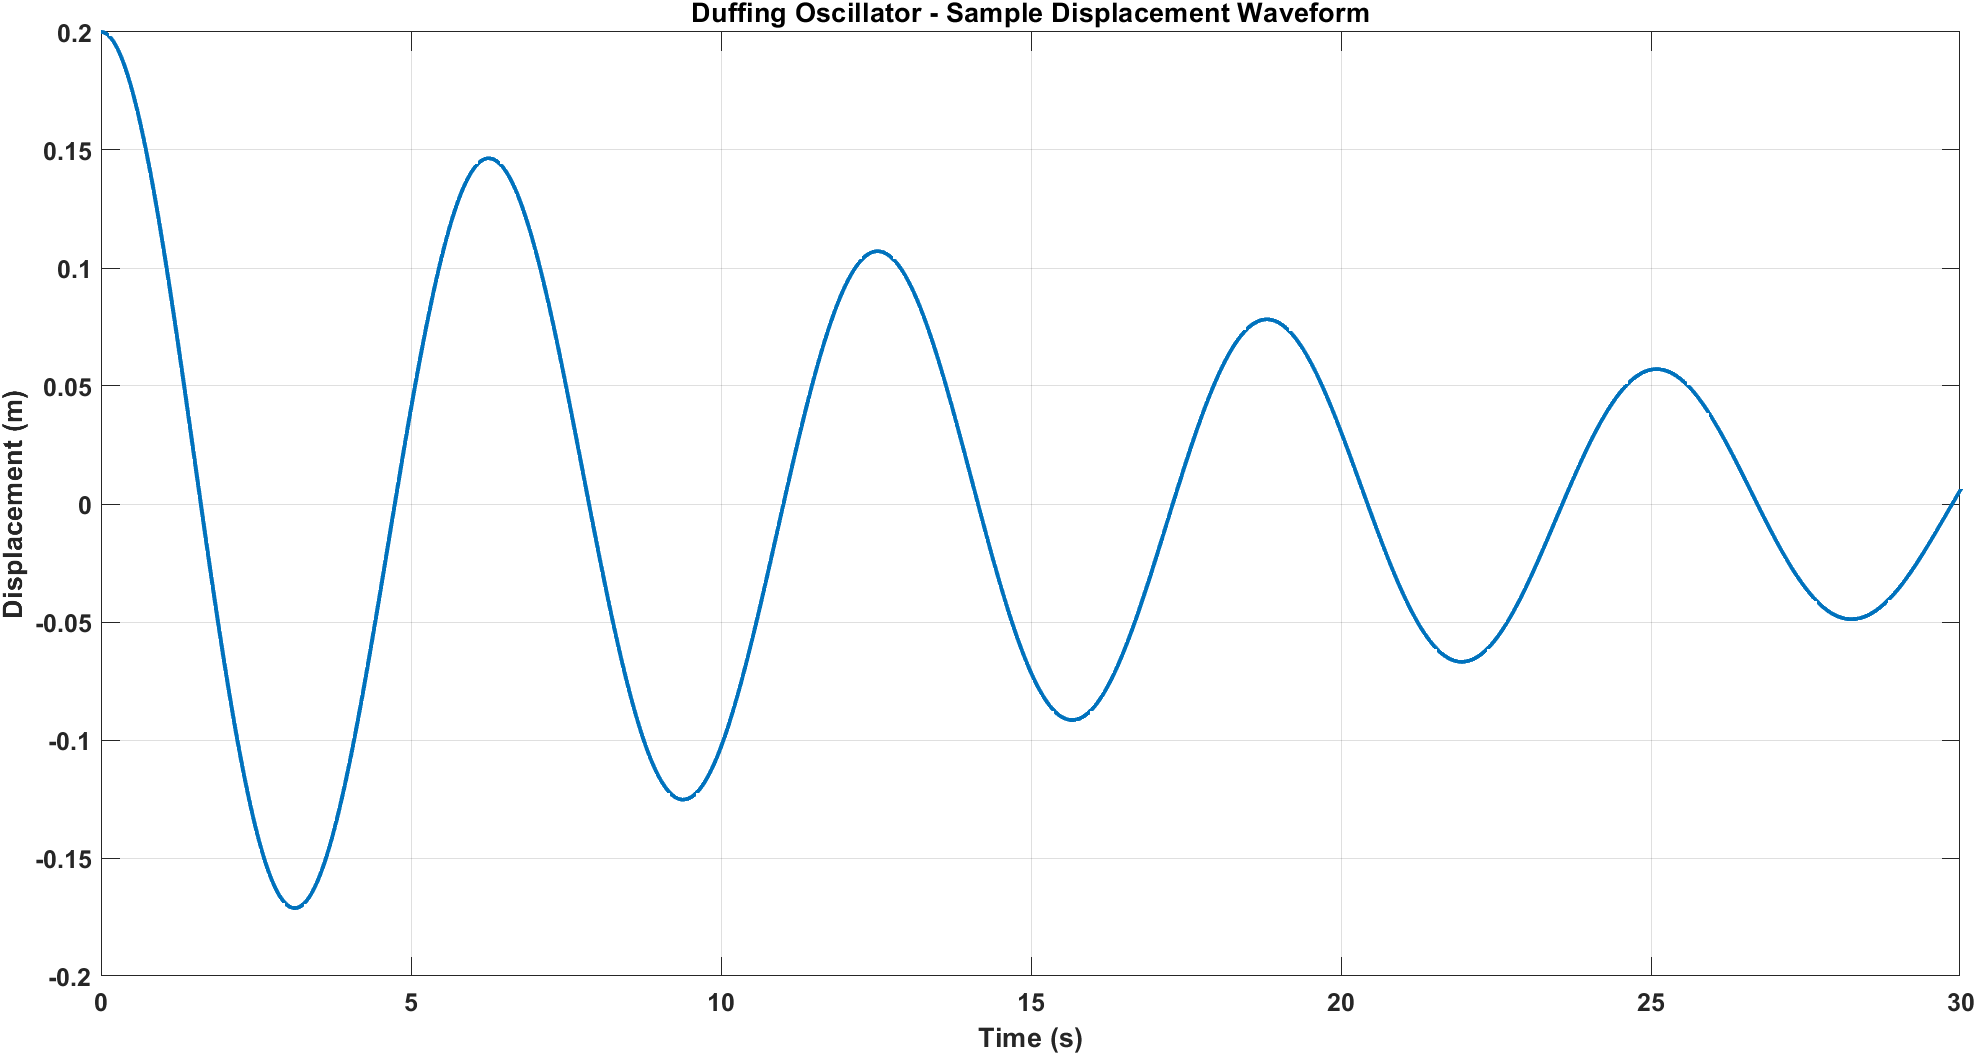 Duffing Oscillator - Sample Displacement Waveform
0.2
0.15
0.1
0.05
0
-0.05
-0.1
-0.15
-0.2
Displacement (m)
0 5 10 15 20 25 30
Time (s)